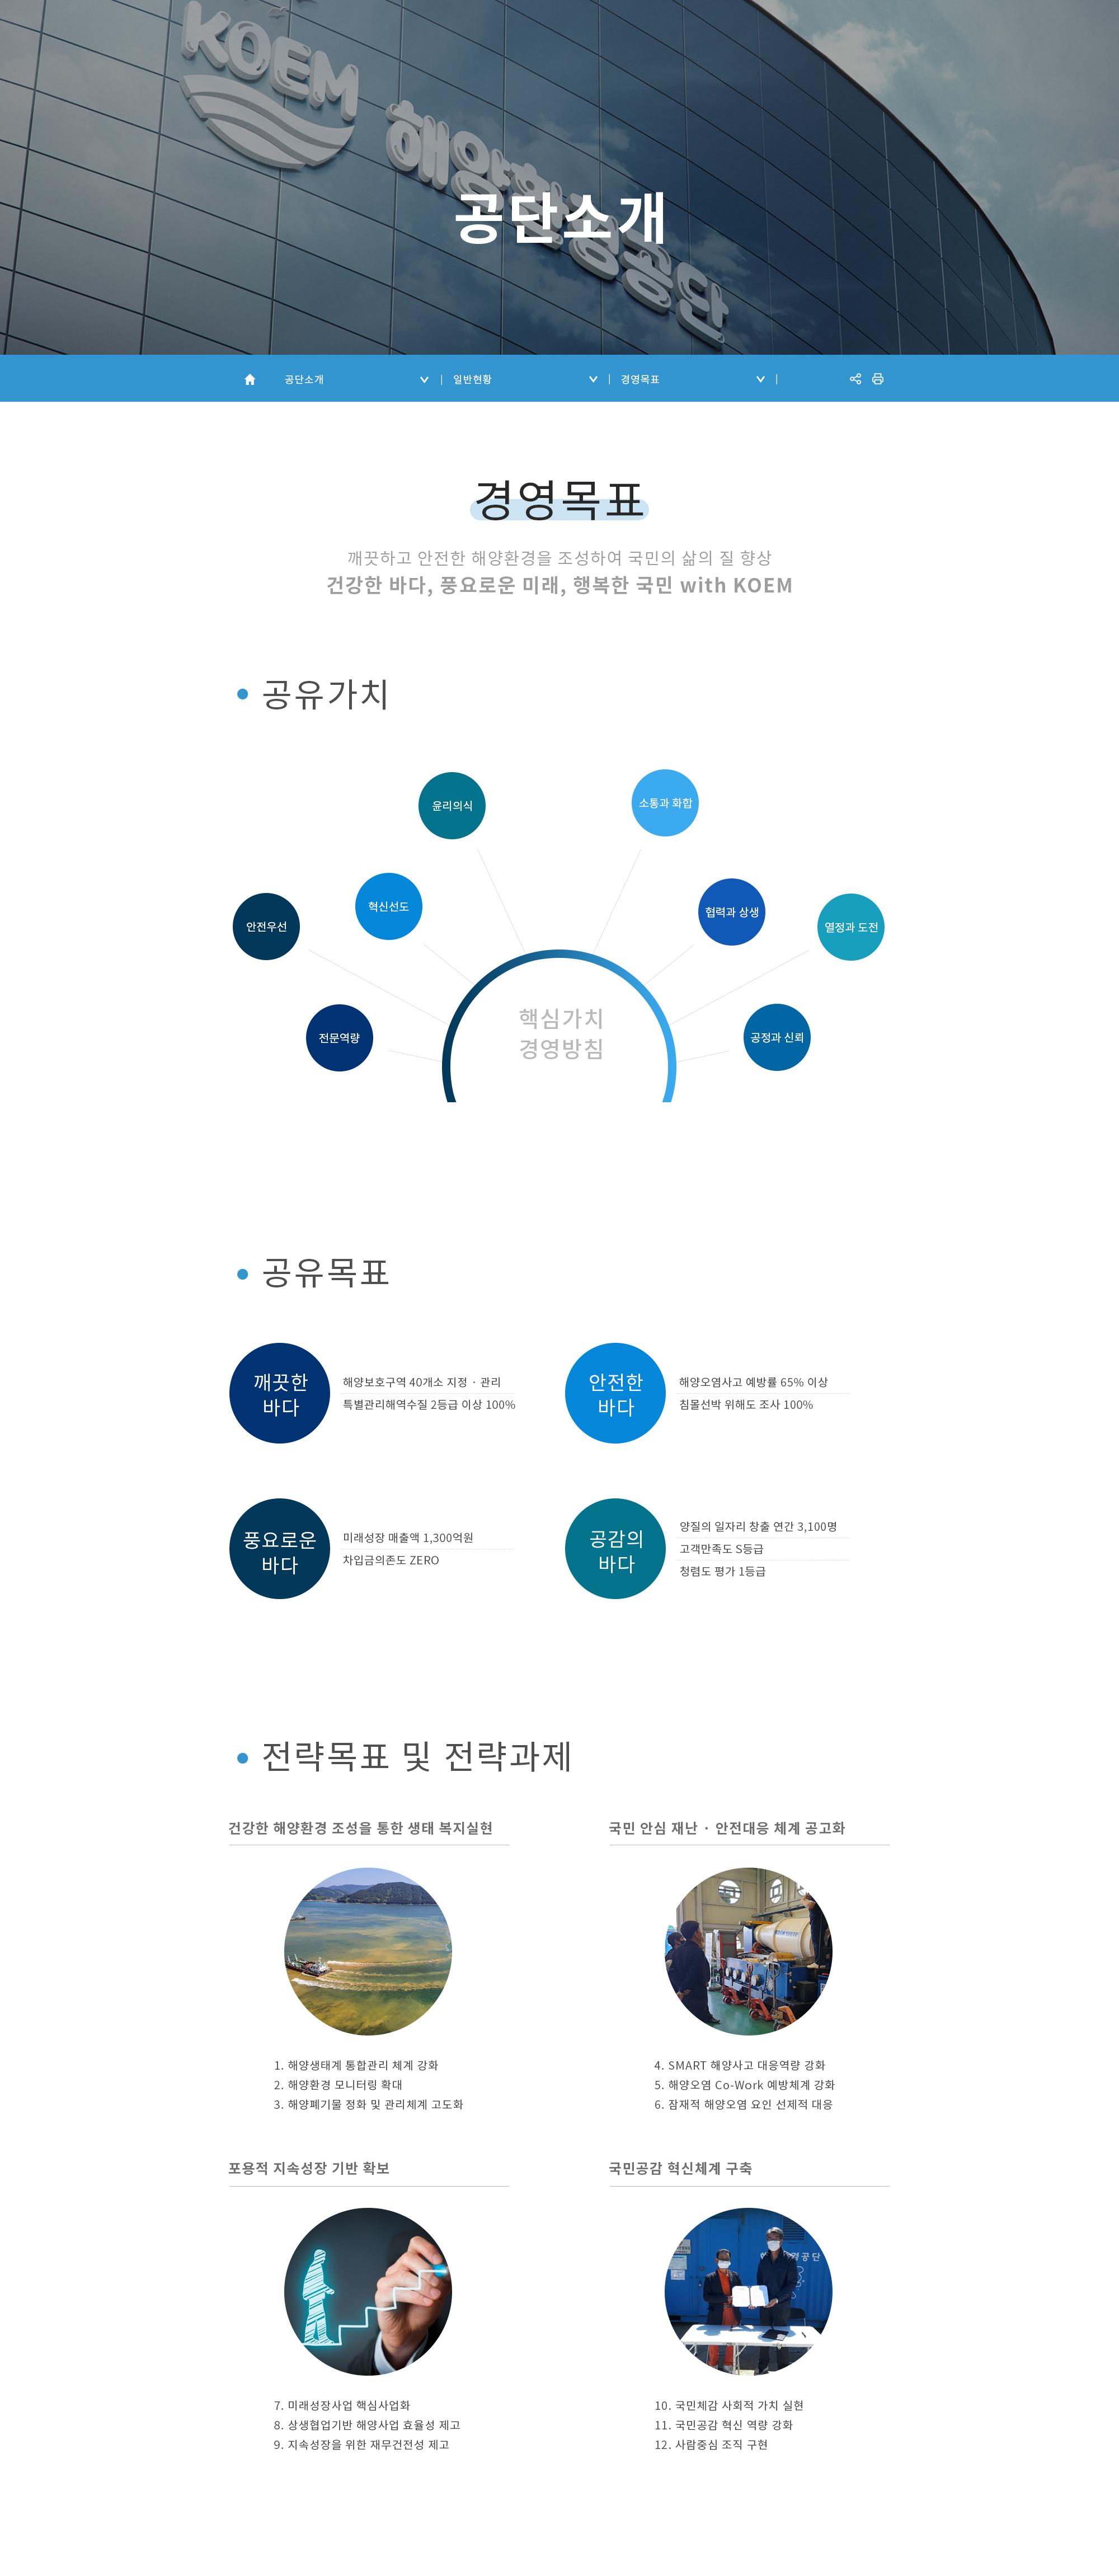 KOEM
해양환경공단
공단소개
공단소개
일반현황
경영목표
경영목표
깨끗하고 안전한 해양환경을 조성하여 국민의 삶의 질 향상
건강한 바다, 풍요로운 미래, 행복한 국민 with KOEM
공유가치
윤리의식
소통과 화합
혁신선도
협력과 상생
안전우선
열정과 도전
전문역량
공정과 신뢰
핵심가치
경영방침
공유목표
깨끗한
바다
해양보호구역 40개소 지정 · 관리
특별관리해역수질 2등급 이상 100%
안전한
바다
해양오염사고 예방률 65% 이상
침몰선박 위해도 조사 100%
풍요로운
바다
미래성장 매출액 1,300억원
차입금의존도 ZERO
공감의
바다
양질의 일자리 창출 연간 3,100명
고객만족도 S등급
청렴도 평가 1등급
전략목표 및 전략과제
건강한 해양환경 조성을 통한 생태 복지실현
1. 해양생태계 통합관리 체계 강화
2. 해양환경 모니터링 확대
3. 해양폐기물 정화 및 관리체계 고도화
국민 안심 재난 · 안전대응 체계 공고화
4. SMART 해양사고 대응역량 강화
5. 해양오염 Co-Work 예방체계 강화
6. 잠재적 해양오염 요인 선제적 대응
포용적 지속성장 기반 확보
7. 미래성장사업 핵심사업화
8. 상생협업기반 해양사업 효율성 제고
9. 지속성장을 위한 재무건전성 제고
국민공감 혁신체계 구축
경공단
10. 국민체감 사회적 가치 실현
11. 국민공감 혁신 역량 강화
12. 사람중심 조직 구현